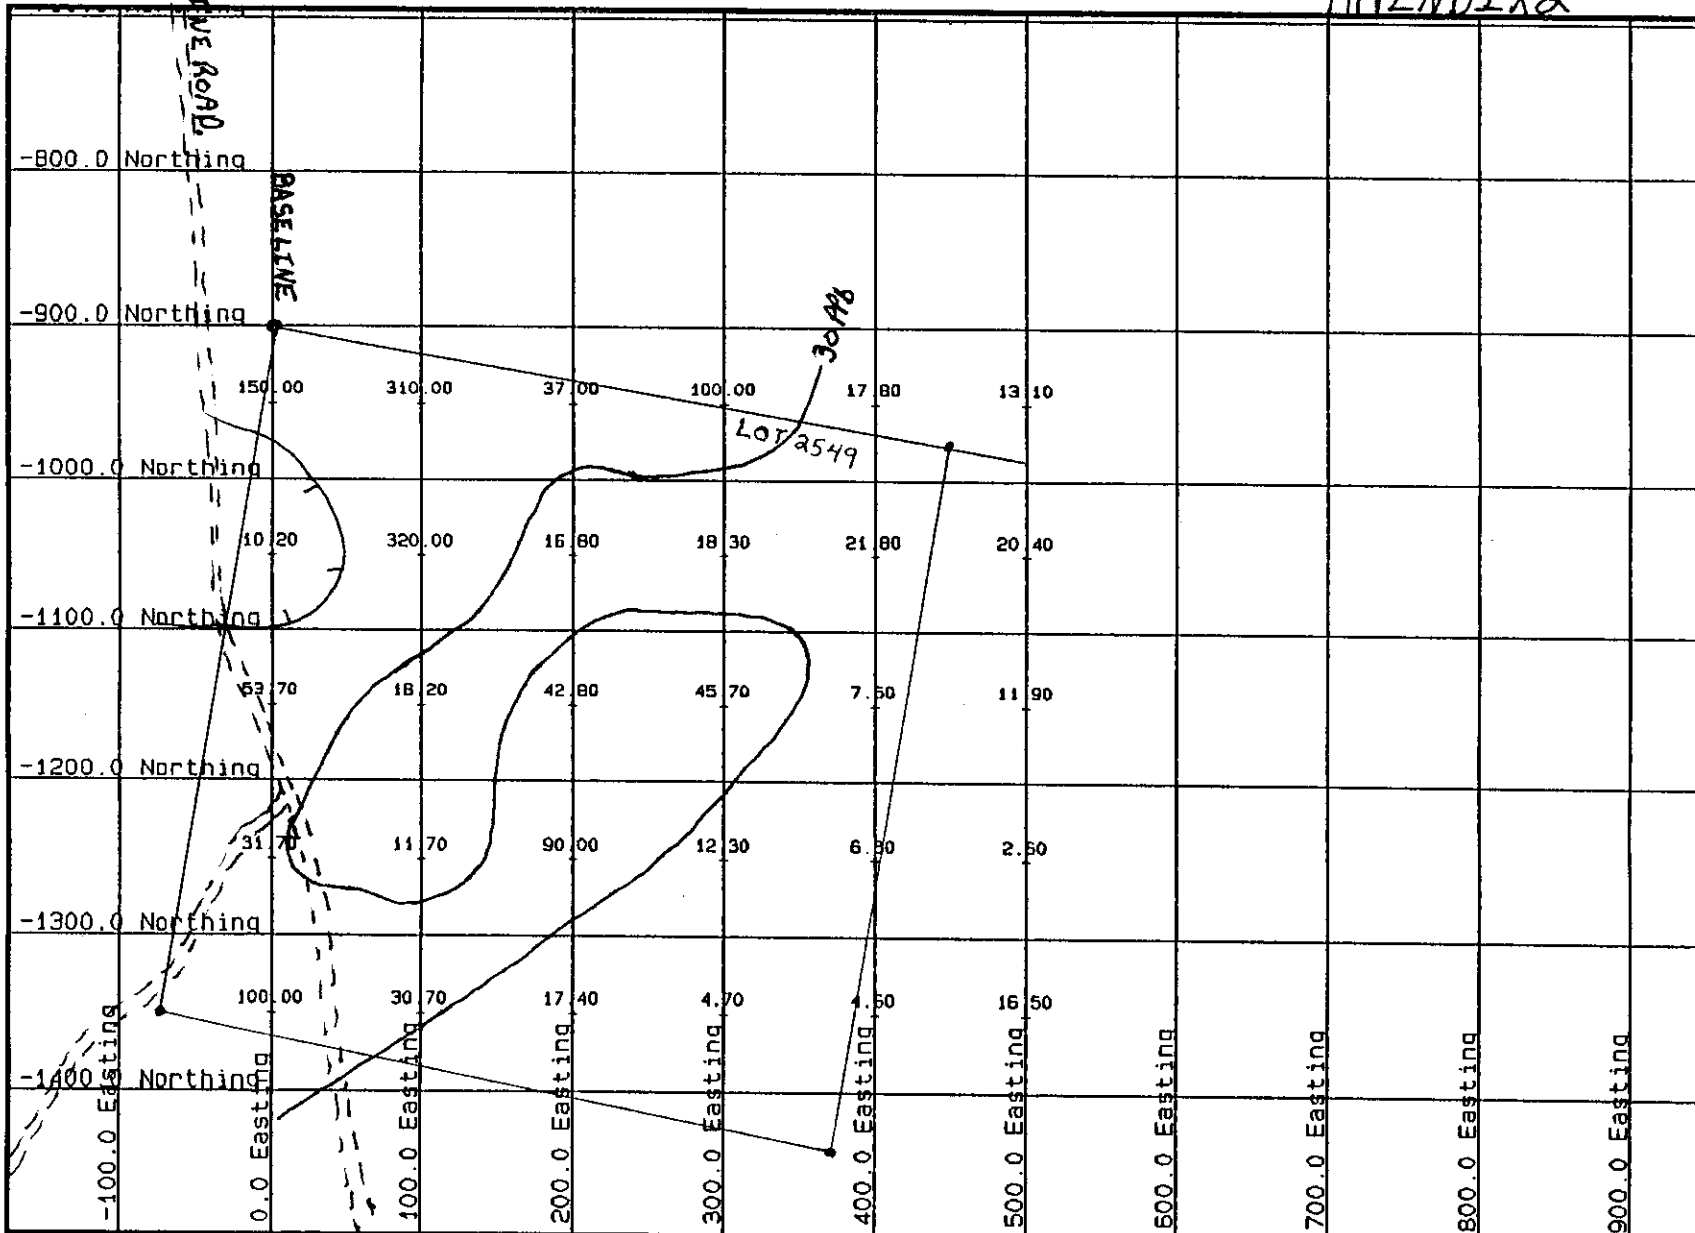 ROAD
-800.0 Northing
BASELINE
-900.0 Northing
30 PPb
150.00 310.00 37.00 100.00 17.80 13.10
LOT 2549
-1000.0 Northing
10.20 320.00 16.80 18.30 21.80 20.40
-1100.0 Northing
53.70 18.20 42.80 45.70 7.60 11.90
-1200.0 Northing
31.70 11.70 90.00 12.30 6.80 2.60
-1300.0 Northing
100.00 30.70 17.40 4.70 4.60 16.50
-1400.0 Northing
-100.0 Easting
0.0 Easting
100.0 Easting
200.0 Easting
300.0 Easting
400.0 Easting
500.0 Easting
600.0 Easting
700.0 Easting
800.0 Easting
900.0 Easting